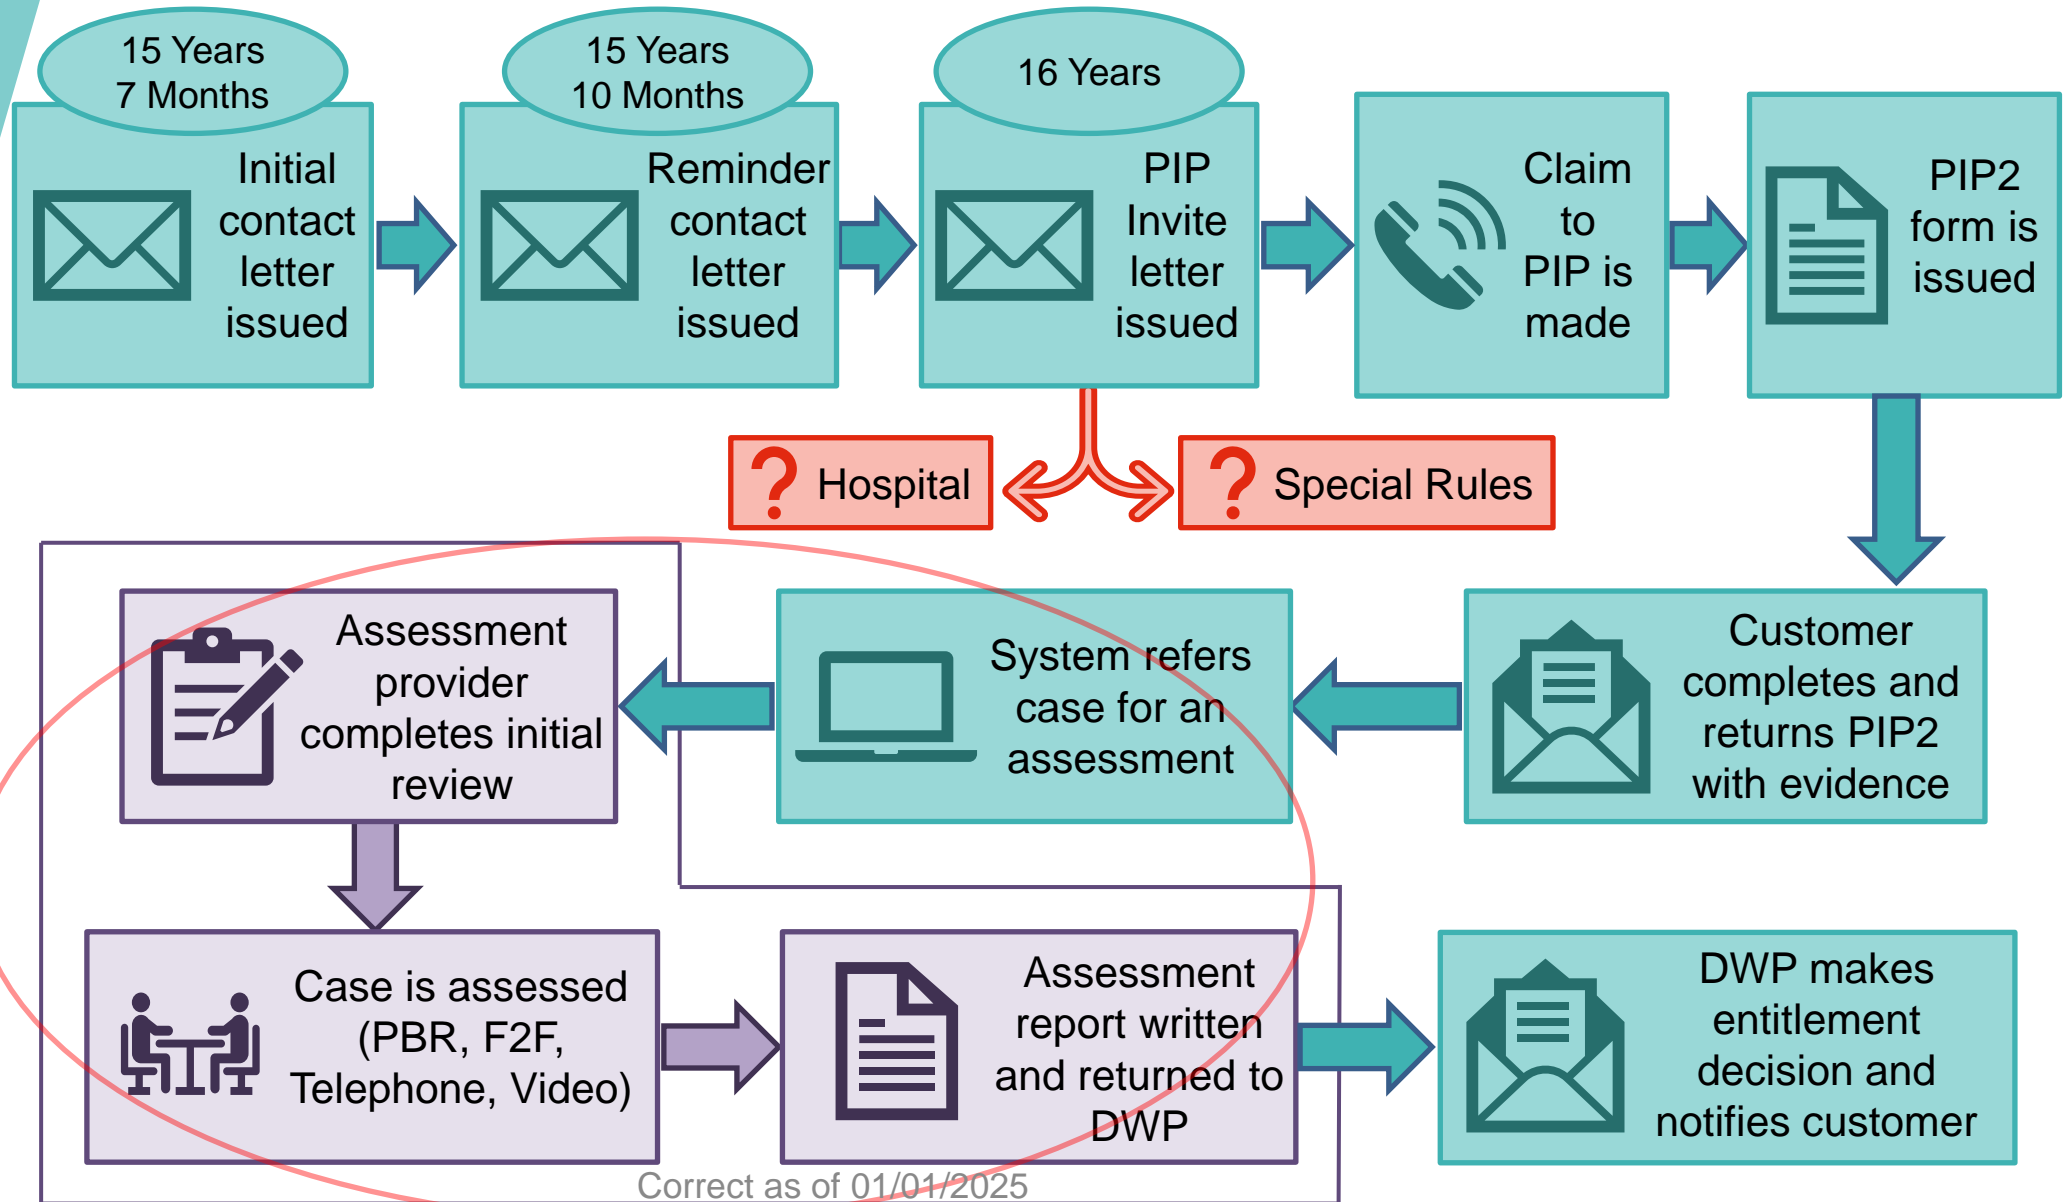 15 Years
7 Months
Initial
contact
letter
issued
15 Years
10 Months
Reminder
contact
letter
issued
16 Years
PIP
Invite
letter
issued
Claim
to
PIP is
made
PIP2
form is
issued
? Hospital
? Special Rules
Customer
completes and
returns PIP2
with evidence
System refers
case for an
assessment
Assessment
provider
completes initial
review
Case is assessed
(PBR, F2F,
Telephone, Video)
Assessment
report written
and returned to
DWP
DWP makes
entitlement
decision and
notifies customer
Correct as of 01/01/2025